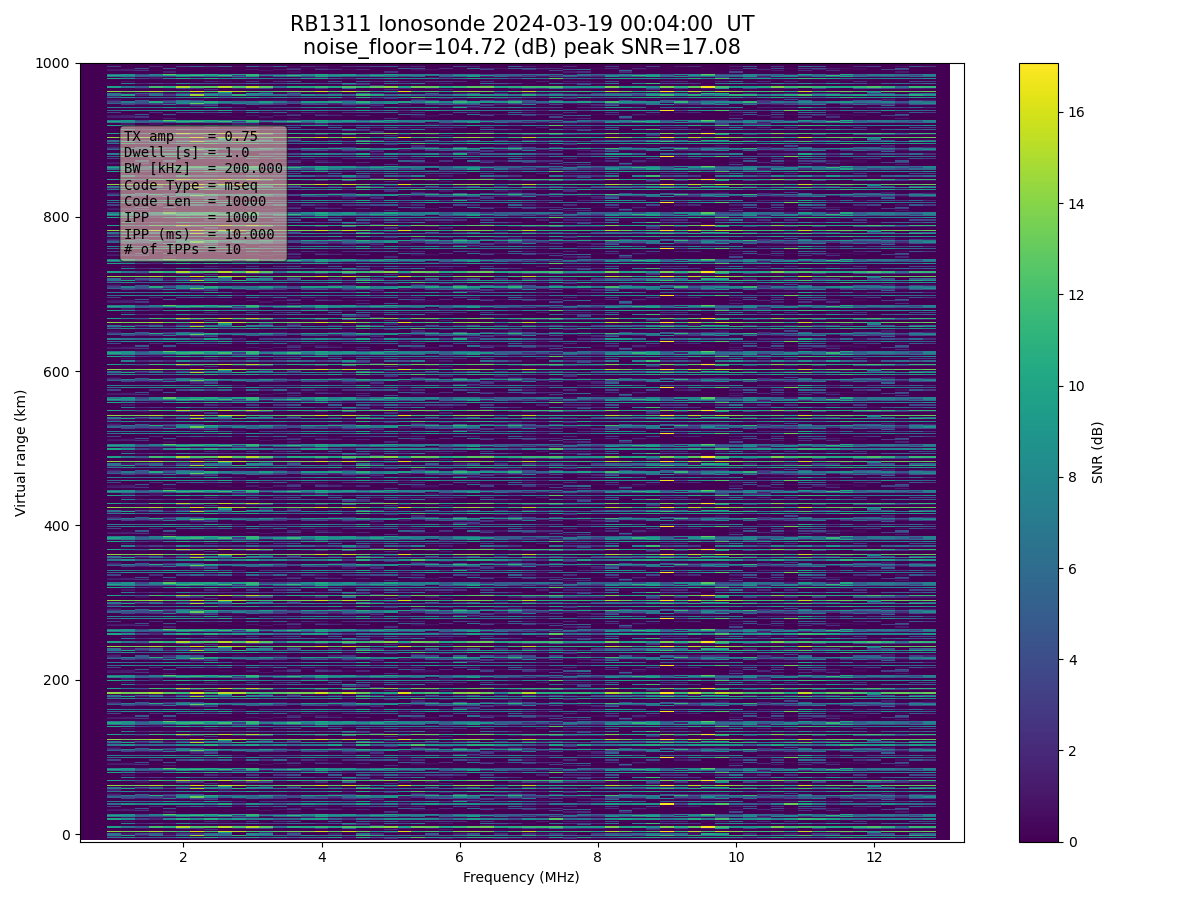 RB1311 Ionosonde 2024-03-19 00:04:00  UT
noise_floor=104.72 (dB) peak SNR=17.08
1000
800
600
400
200
0
Virtual range (km)
TX amp    = 0.75
Dwell [s] = 1.0
BW [kHz]  = 200.000
Code Type = mseq
Code Len  = 10000
IPP       = 1000
IPP (ms)  = 10.000
# of IPPs = 10
2 4 6 8 10 12
Frequency (MHz)
16
14
12
10
8
6
4
2
0
SNR (dB)